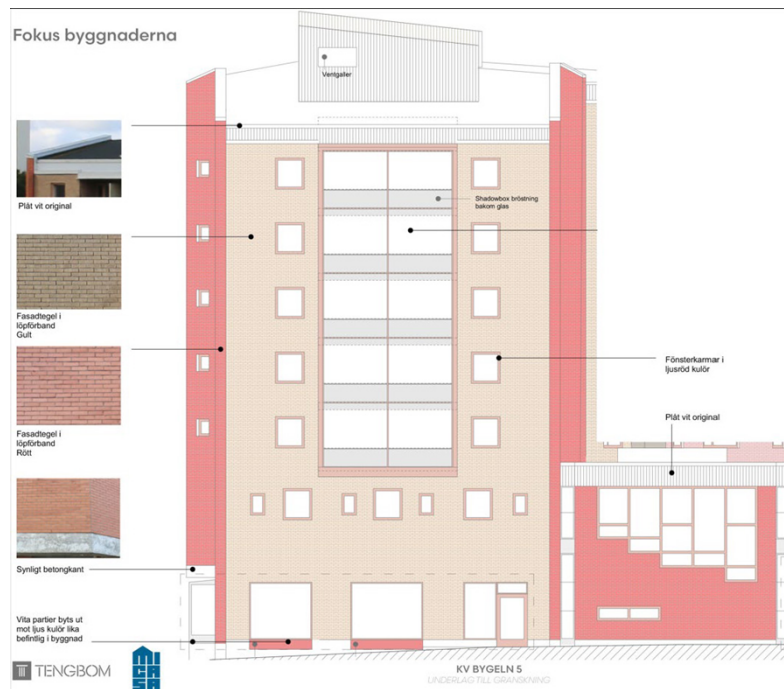 Fokus byggnaderna
Ventgaller
Plåt vit original
Shadowbox bröstning
bakom glas
Fasadtegel i
löpförband
Gult
Fönsterkarmar i
ljusröd kulör
Plåt vit original
Fasadtegel i
löpförband
Rött
Synligt betongkant
Vita partier byts ut
mot ljus kulör lika
befintlig i byggnad
TENGBOM
MICASA
KV BYGELN 5
UNDERLAG TILL GRANSKNING